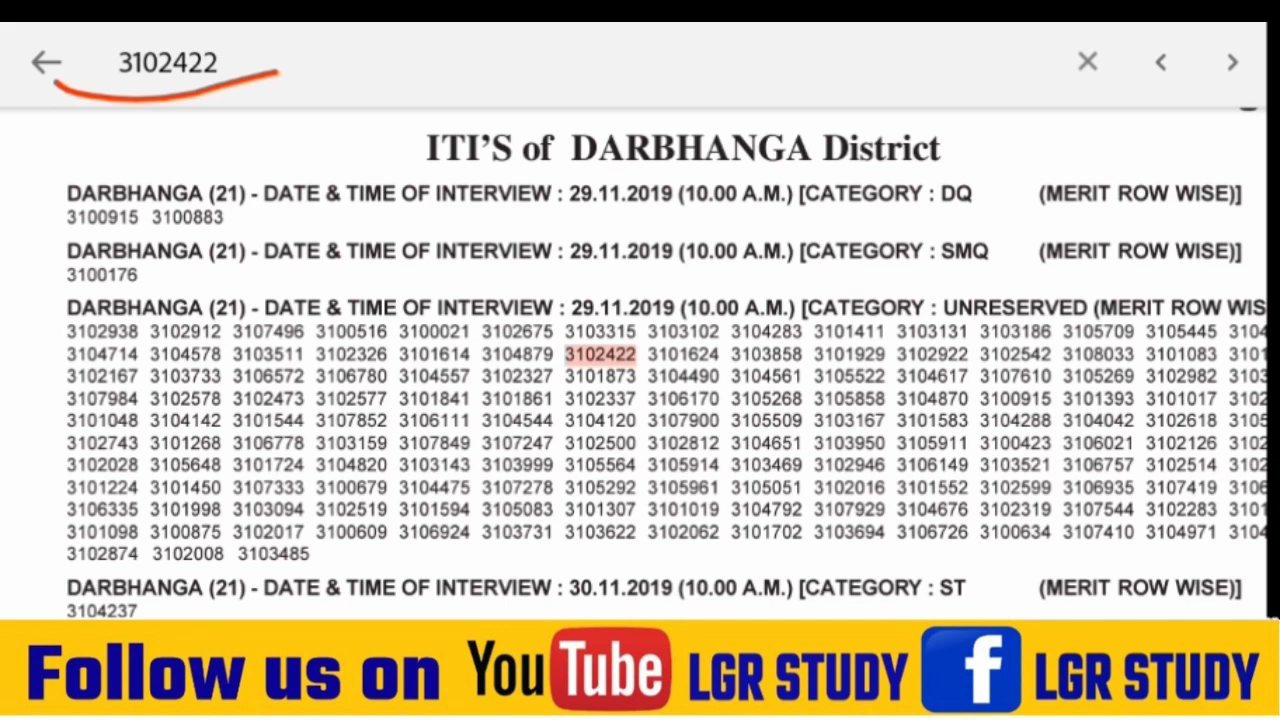 3102422
ITI'S of DARBHANGA District
DARBHANGA (21) - DATE & TIME OF INTERVIEW : 29.11.2019 (10.00 A.M.) [CATEGORY : DQ (MERIT ROW WISE)]
3100915 3100883
DARBHANGA (21) - DATE & TIME OF INTERVIEW : 29.11.2019 (10.00 A.M.) [CATEGORY : SMQ (MERIT ROW WISE)]
3100176
DARBHANGA (21) - DATE & TIME OF INTERVIEW : 29.11.2019 (10.00 A.M.) [CATEGORY : UNRESERVED (MERIT ROW WIS
3102938 3102912 3107496 3100516 3100021 3102675 3103315 3103102 3104283 3101411 3103131 3103186 3105709 3105445 3104
3104714 3104578 3103511 3102326 3101614 3104879 3102422 3101624 3103858 3101929 3102922 3102542 3108033 3101083 3101
3102167 3103733 3106572 3106780 3104557 3102327 3101873 3104490 3104561 3105522 3104617 3107610 3105269 3102982 3103
3107984 3102578 3102473 3102577 3101841 3101861 3102337 3106170 3105268 3105858 3104870 3100915 3101393 3101017 3102
3101048 3104142 3101544 3107852 3106111 3104544 3104120 3107900 3105509 3103167 3101583 3104288 3104042 3102618 3105
3102743 3101268 3106778 3103159 3107849 3107247 3102500 3102812 3104651 3103950 3105911 3100423 3106021 3102126 3102
3102028 3105648 3101724 3104820 3103143 3103999 3105564 3105914 3103469 3102946 3106149 3103521 3106757 3102514 3102
3101224 3101450 3107333 3100679 3104475 3107278 3105292 3105961 3105051 3102016 3101552 3102599 3106935 3107419 3106
3106335 3101998 3103094 3102519 3101594 3105083 3101307 3101019 3104792 3107929 3104676 3102319 3107544 3102283 3101
3101098 3100875 3102017 3100609 3106924 3103731 3103622 3102062 3101702 3103694 3106726 3100634 3107410 3104971 3104
3102874 3102008 3103485
DARBHANGA (21) - DATE & TIME OF INTERVIEW : 30.11.2019 (10.00 A.M.) [CATEGORY : ST (MERIT ROW WISE)]
3104237
Follow us on YouTube LGR STUDY f LGR STUDY